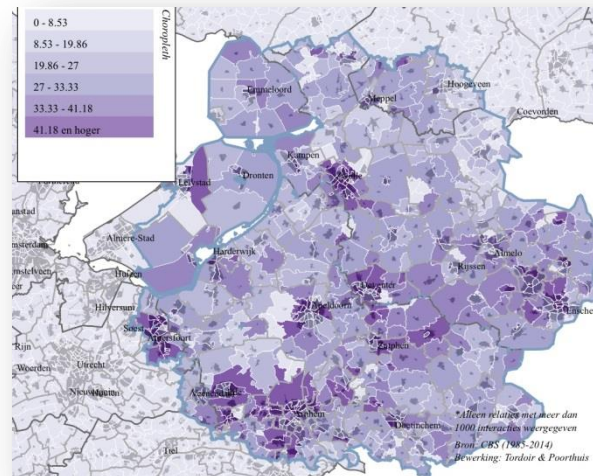 0 - 8.53
8.53 - 19.86
19.86 - 27
27 - 33.33
33.33 - 41.18
41.18 en hoger
Choropleth
Emmeloord
Meppel
Hoogeveen
Coevorden
Kampen
Lelystad
Dronten
Almere-Stad
Harderwijk
Huizen
Hilversum
Almelo
Rijssen
Deventer
Apeldoorn
Soest
Amersfoort
Zutphen
Rijn
Utrecht
Woerden
Arnhem
Doetinchem
Tiel
*Alleen relaties met meer dan
1000 interacties weergegeven
Bron: CBS (1985-2014)
Bewerking: Tordoir & Poorthuis